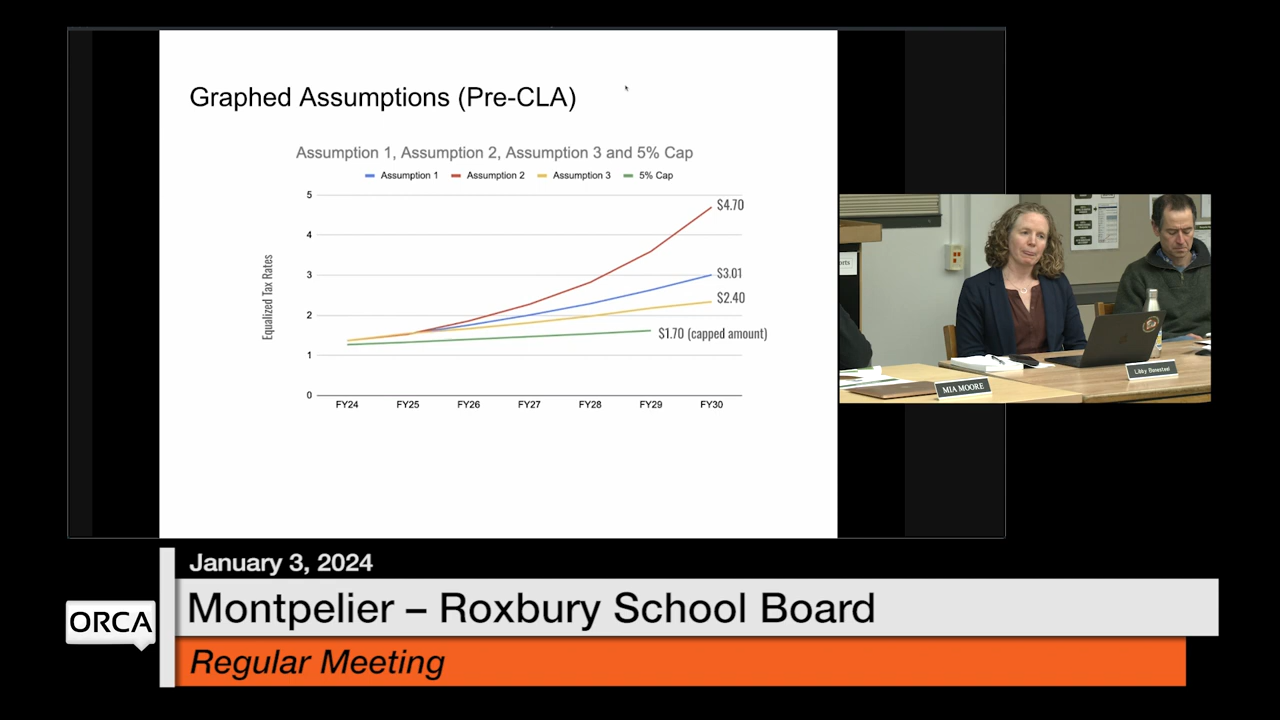 Graphed Assumptions (Pre-CLA)
Assumption 1, Assumption 2, Assumption 3 and 5% Cap
Assumption 1 Assumption 2 Assumption 3 5% Cap
Equalized Tax Rates
5
4
3
2
1
0
$4.70
$3.01
$2.40
$1.70 (capped amount)
FY24 FY25 FY26 FY27 FY28 FY29 FY30
MIA MOORE
Libby Bonesteel
January 3, 2024
ORCA
Montpelier – Roxbury School Board
Regular Meeting